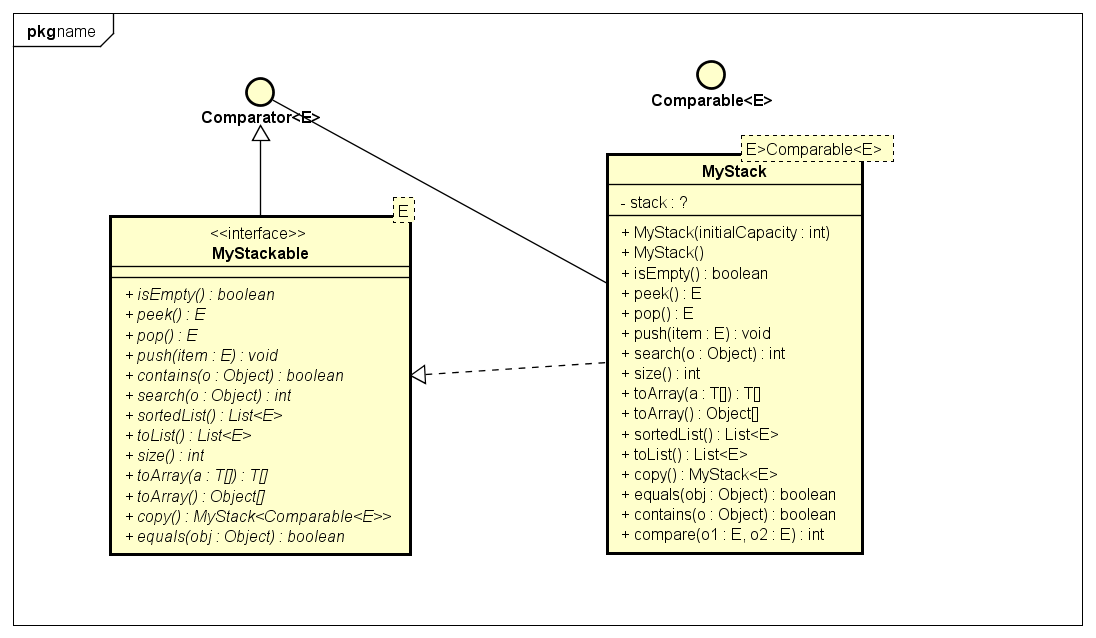 pkg name
Comparator<E>
Comparable<E>
E
<<interface>>
MyStackable
+ isEmpty() : boolean
+ peek() : E
+ pop() : E
+ push(item : E) : void
+ contains(o : Object) : boolean
+ search(o : Object) : int
+ sortedList() : List<E>
+ toList() : List<E>
+ size() : int
+ toArray(a : T[]) : T[]
+ toArray() : Object[]
+ copy() : MyStack<Comparable<E>>
+ equals(obj : Object) : boolean
E>Comparable<E>
MyStack
- stack : ?
+ MyStack(initialCapacity : int)
+ MyStack()
+ isEmpty() : boolean
+ peek() : E
+ pop() : E
+ push(item : E) : void
+ search(o : Object) : int
+ size() : int
+ toArray(a : T[]) : T[]
+ toArray() : Object[]
+ sortedList() : List<E>
+ toList() : List<E>
+ copy() : MyStack<E>
+ equals(obj : Object) : boolean
+ contains(o : Object) : boolean
+ compare(o1 : E, o2 : E) : int